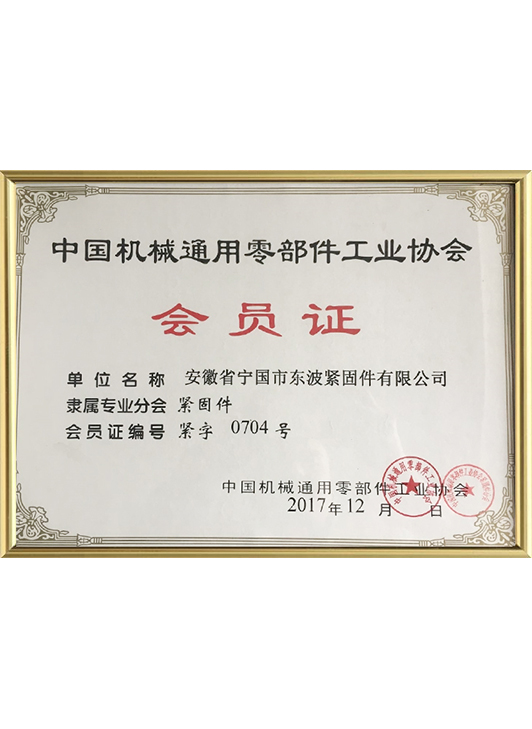 中国机械通用零部件工业协会
会员证
单位名称 安徽省宁国市东波紧固件有限公司
隶属专业分会 紧固件
会员证编号 紧字 0704 号
中国机械通用零部件工业协会
2017年12月 日